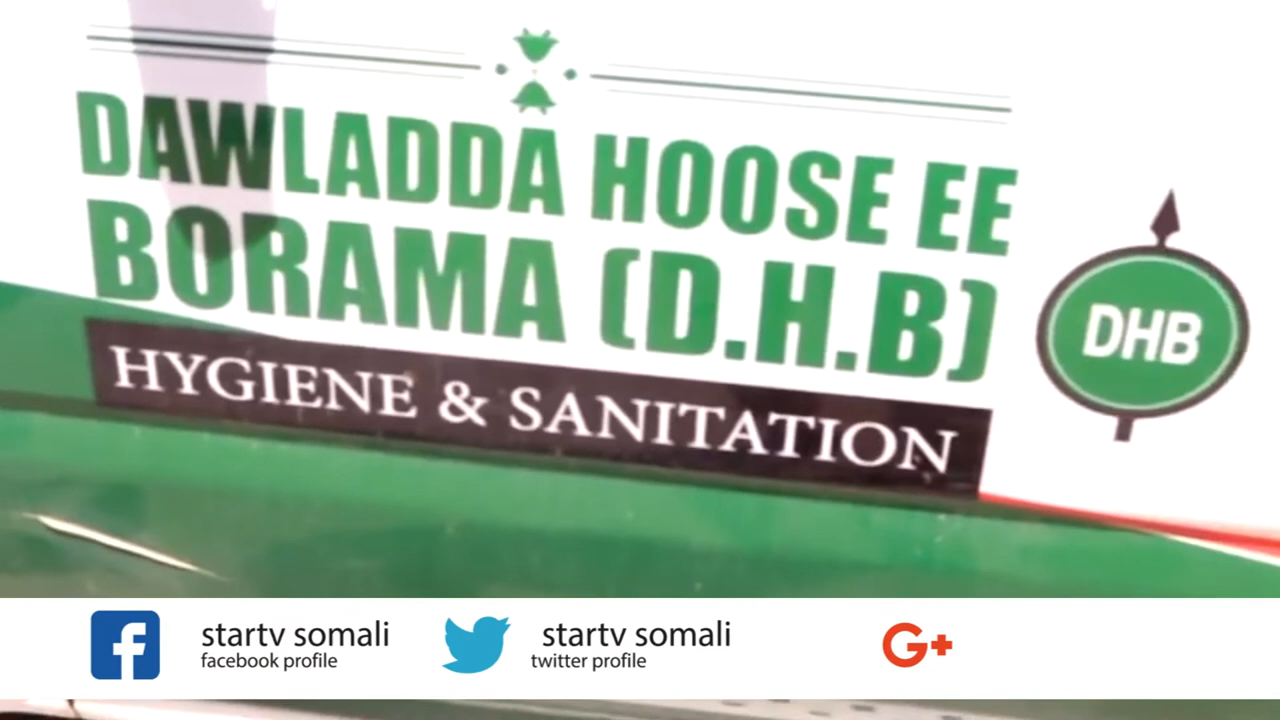 DAWLADDA HOOSE EE
BORAMA (D.H.B)
HYGIENE & SANITATION
DHB
startv somali
facebook profile
startv somali
twitter profile
G+